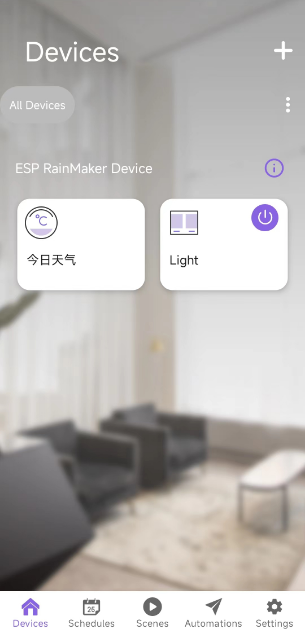 Devices
All Devices
ESP RainMaker Device
°C
今日天气
Light
25
Devices
Schedules
Scenes
Automations
Settings